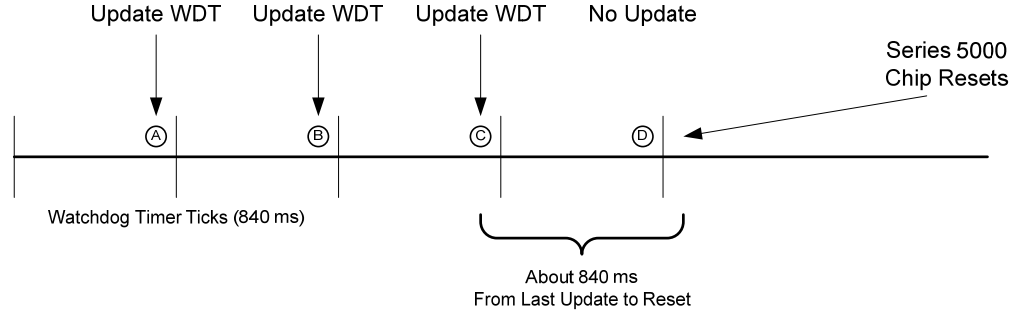 Update WDT
Update WDT
Update WDT
No Update
Series 5000
Chip Resets
A
B
C
D
Watchdog Timer Ticks (840 ms)
About 840 ms
From Last Update to Reset